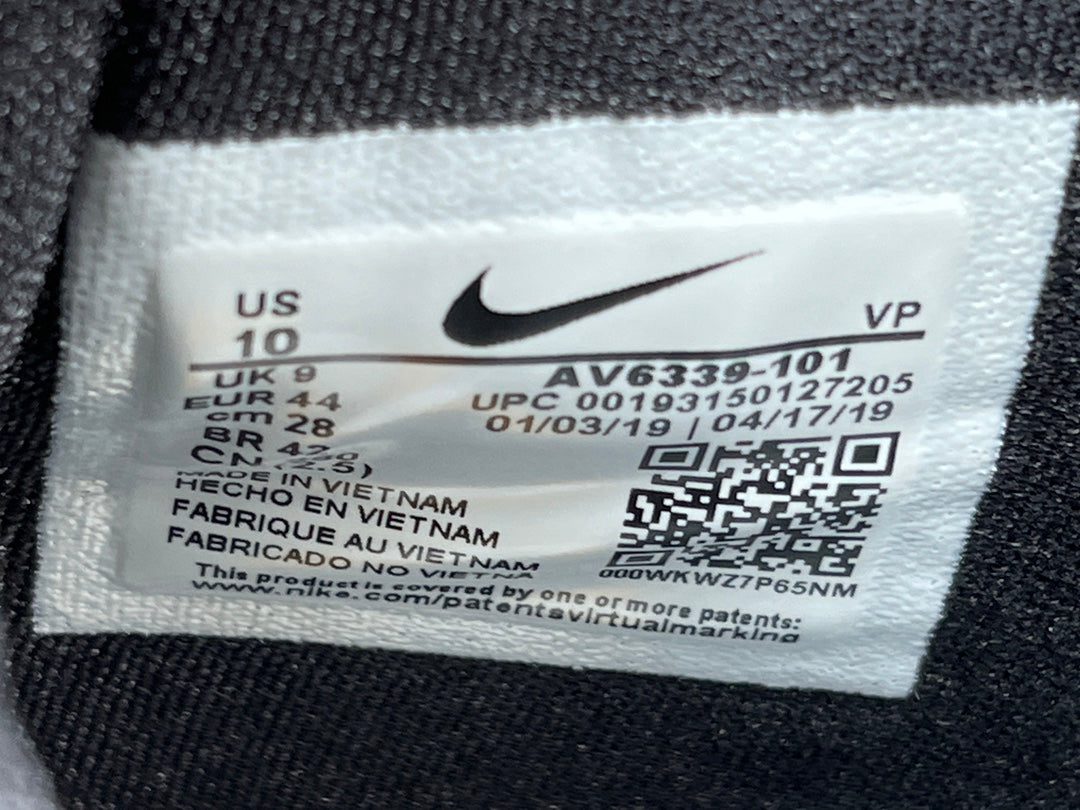 US
10
VP
UK 9
EUR 44
cm 28
BR
CN
AV6339-101
UPC 00193150127205
01/03/19 | 04/17/19
MADE IN VIETNAM
HECHO EN VIETNAM
FABRIQUE AU VIETNAM
FABRICADO NO VIETNA
000WKWZ7P65NM
This product is covered by one or more patents:
www.nike.com/patentsvirtualmarking